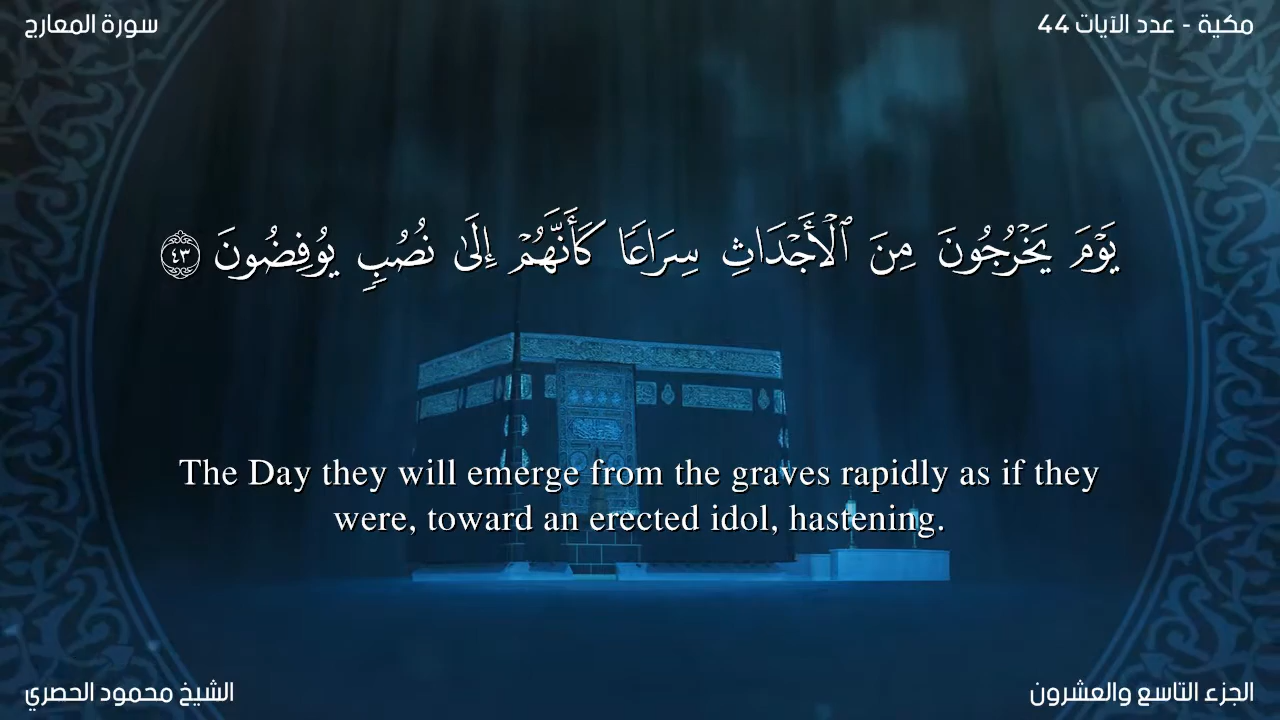 سورة المعارج
مكية - عدد الآيات 44
يَوْمَ يَخْرُجُونَ مِنَ ٱلْأَجْدَاثِ سِرَاعًا كَأَنَّهُمْ إِلَىٰ نُصُبٍ يُوفِضُونَ ٤٣
The Day they will emerge from the graves rapidly as if they
were, toward an erected idol, hastening.
الشيخ محمود الحصري
الجزء التاسع والعشرون